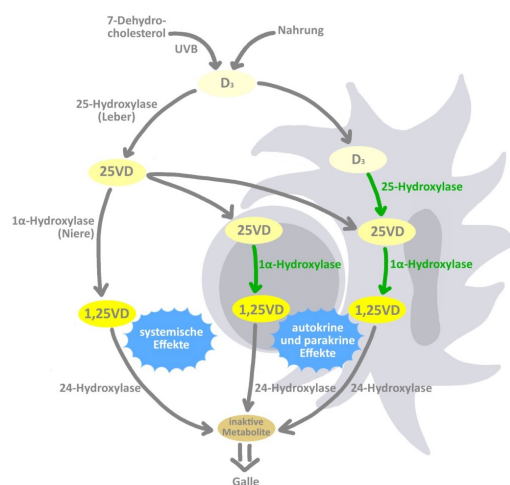 7-Dehydro-
cholesterol
UVB
Nahrung
D₃
25-Hydroxylase
(Leber)
D₃
25-Hydroxylase
25VD
25VD
25VD
1α-Hydroxylase
(Niere)
1α-Hydroxylase
1α-Hydroxylase
1,25VD
1,25VD
1,25VD
systemische
Effekte
autokrine
und parakrine
Effekte
24-Hydroxylase
24-Hydroxylase
24-Hydroxylase
Inaktive
Metabolite
Galle